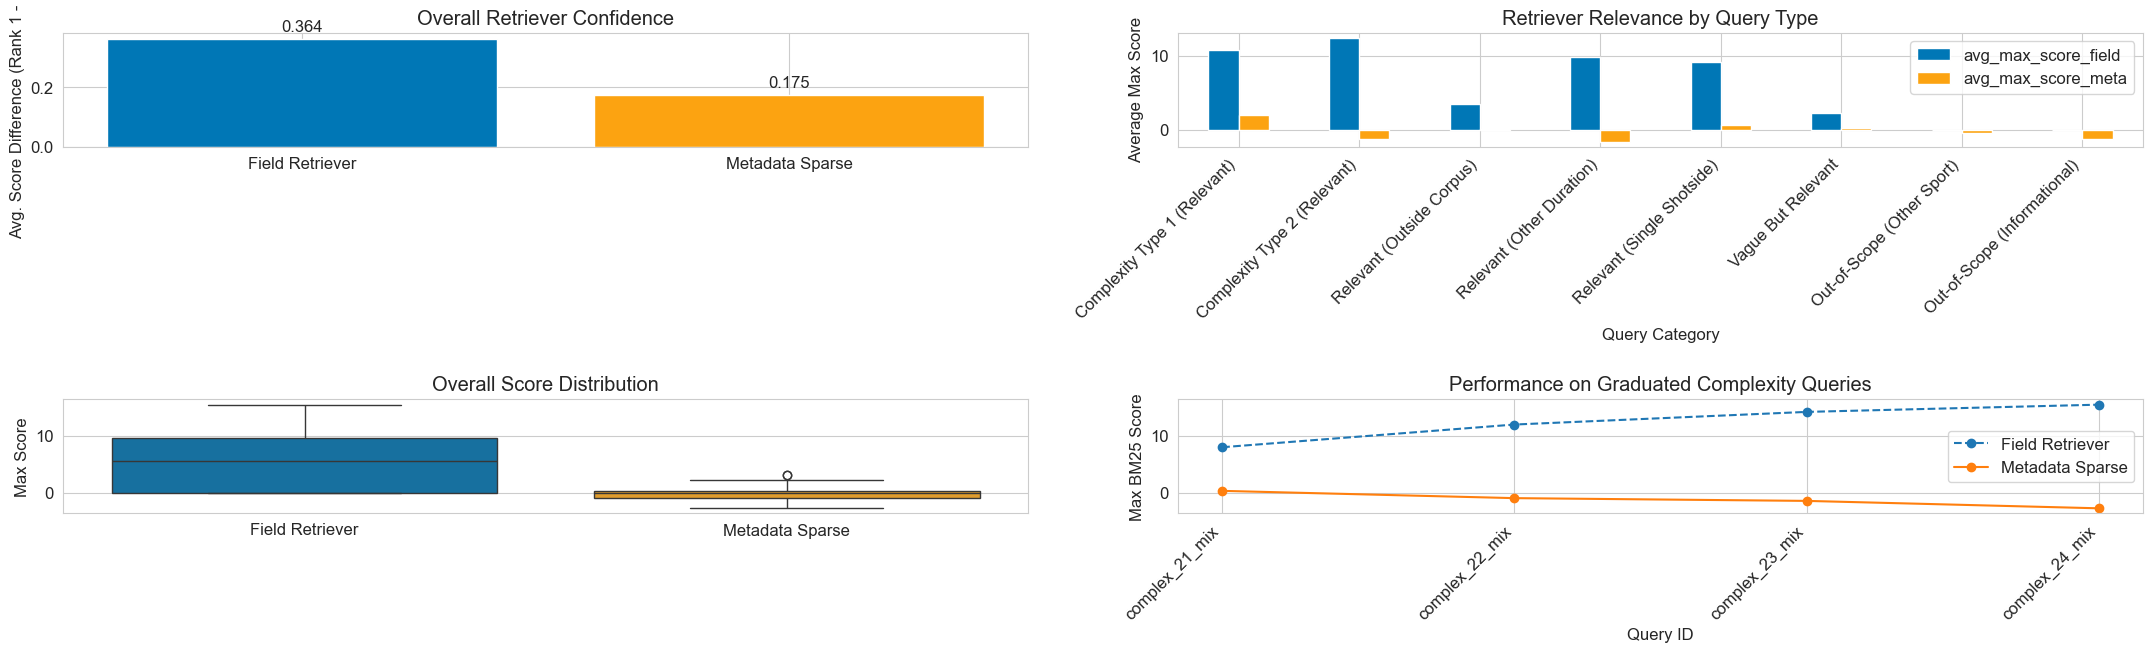 Overall Retriever Confidence
Avg. Score Difference (Rank 1 -
0.2
0.0
0.364
0.175
Field Retriever
Metadata Sparse
Retriever Relevance by Query Type
Average Max Score
10
0
avg_max_score_field
avg_max_score_meta
Complexity Type 1 (Relevant)
Complexity Type 2 (Relevant)
Relevant (Outside Corpus)
Relevant (Other Duration)
Relevant (Single Shotside)
Vague But Relevant
Out-of-Scope (Other Sport)
Out-of-Scope (Informational)
Query Category
Overall Score Distribution
Max Score
10
0
Field Retriever
Metadata Sparse
Performance on Graduated Complexity Queries
Max BM25 Score
10
0
Field Retriever
Metadata Sparse
complex_21_mix
complex_22_mix
complex_23_mix
complex_24_mix
Query ID